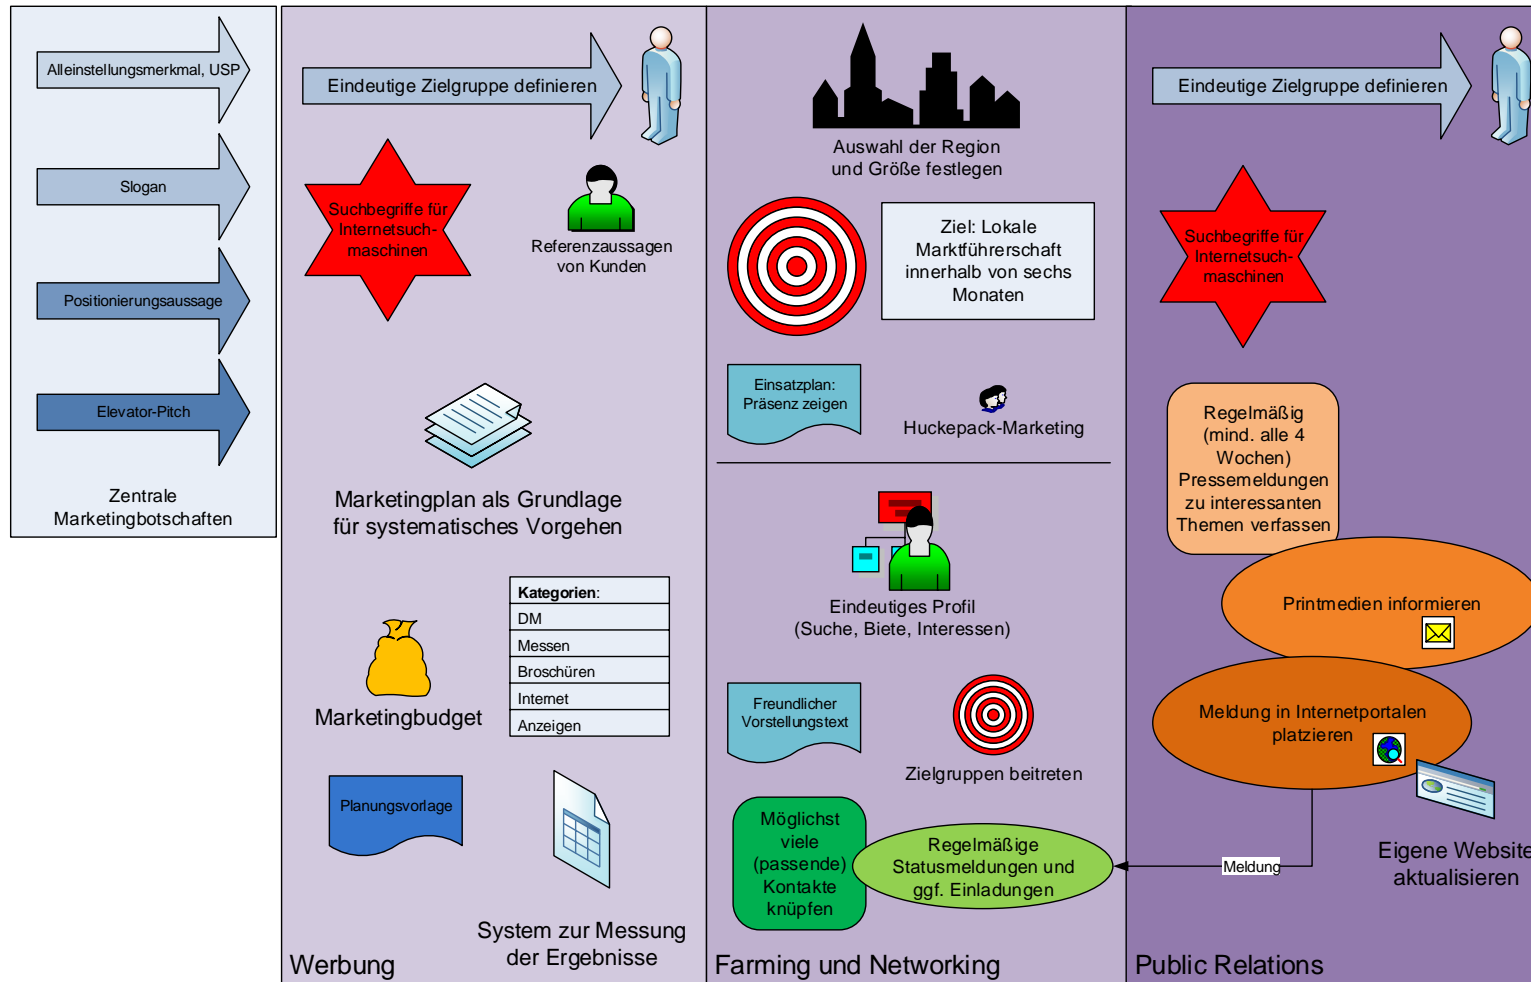 Alleinstellungsmerkmal, USP
Slogan
Positionierungsaussage
Elevator-Pitch
Zentrale
Marketingbotschaften
Eindeutige Zielgruppe definieren
Suchbegriffe für
Internetsuch-
maschinen
Referenzaussagen
von Kunden
Marketingplan als Grundlage
für systematisches Vorgehen
Marketingbudget
Kategorien:
DM
Messen
Broschüren
Internet
Anzeigen
Planungsvorlage
System zur Messung
der Ergebnisse
Werbung
Auswahl der Region
und Größe festlegen
Ziel: Lokale
Marktführerschaft
innerhalb von sechs
Monaten
Einsatzplan:
Präsenz zeigen
Huckepack-Marketing
Eindeutiges Profil
(Suche, Biete, Interessen)
Freundlicher
Vorstellungstext
Zielgruppen beitreten
Möglichst
viele
(passende)
Kontakte
knüpfen
Regelmäßige
Statusmeldungen und
ggf. Einladungen
Farming und Networking
Eindeutige Zielgruppe definieren
Suchbegriffe für
Internetsuch-
maschinen
Regelmäßig
(mind. alle 4
Wochen)
Pressemeldungen
zu interessanten
Themen verfassen
Printmedien informieren
Meldung in Internetportalen
platzieren
Meldung
Eigene Website
aktualisieren
Public Relations